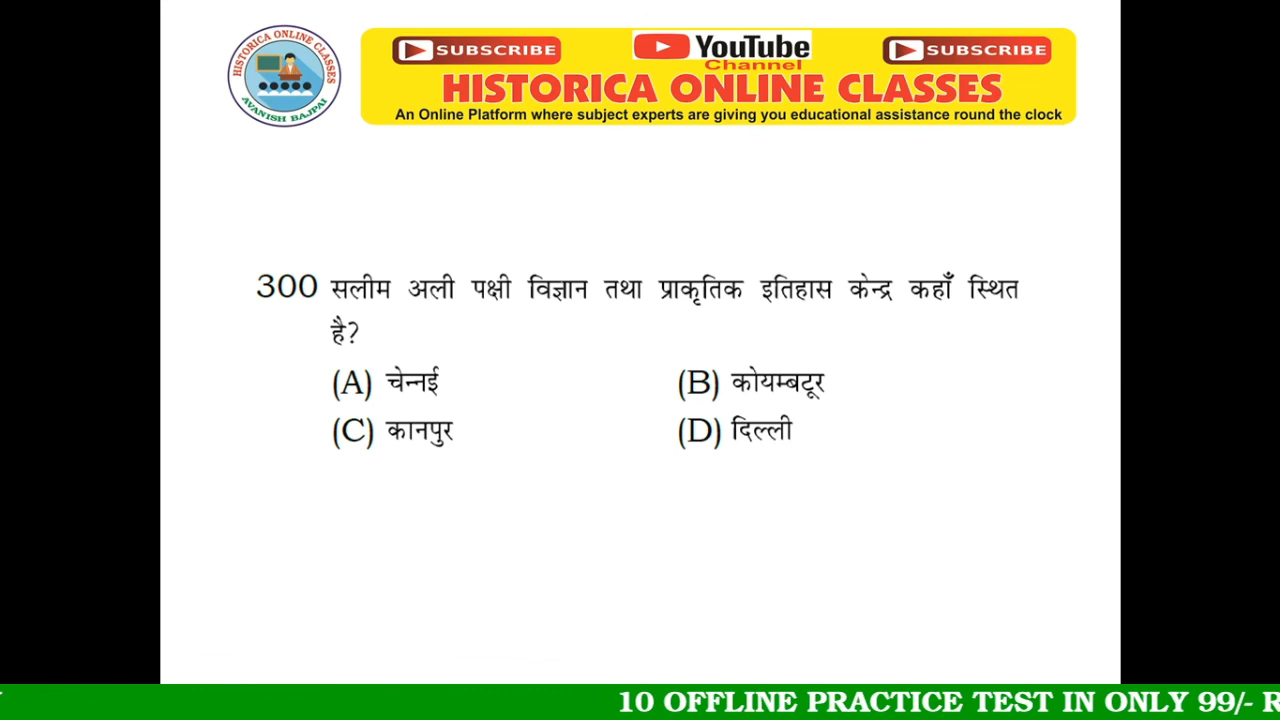 HISTORICA ONLINE CLASSES
AVANISH BAJPAI
SUBSCRIBE
YouTube
SUBSCRIBE
Channel
HISTORICA ONLINE CLASSES
An Online Platform where subject experts are giving you educational assistance round the clock
300 सलीम अली पक्षी विज्ञान तथा प्राकृतिक इतिहास केन्द्र कहाँ स्थित
है?
(A) चेन्नई (B) कोयम्बटूर
(C) कानपुर (D) दिल्ली
10 OFFLINE PRACTICE TEST IN ONLY 99/- R